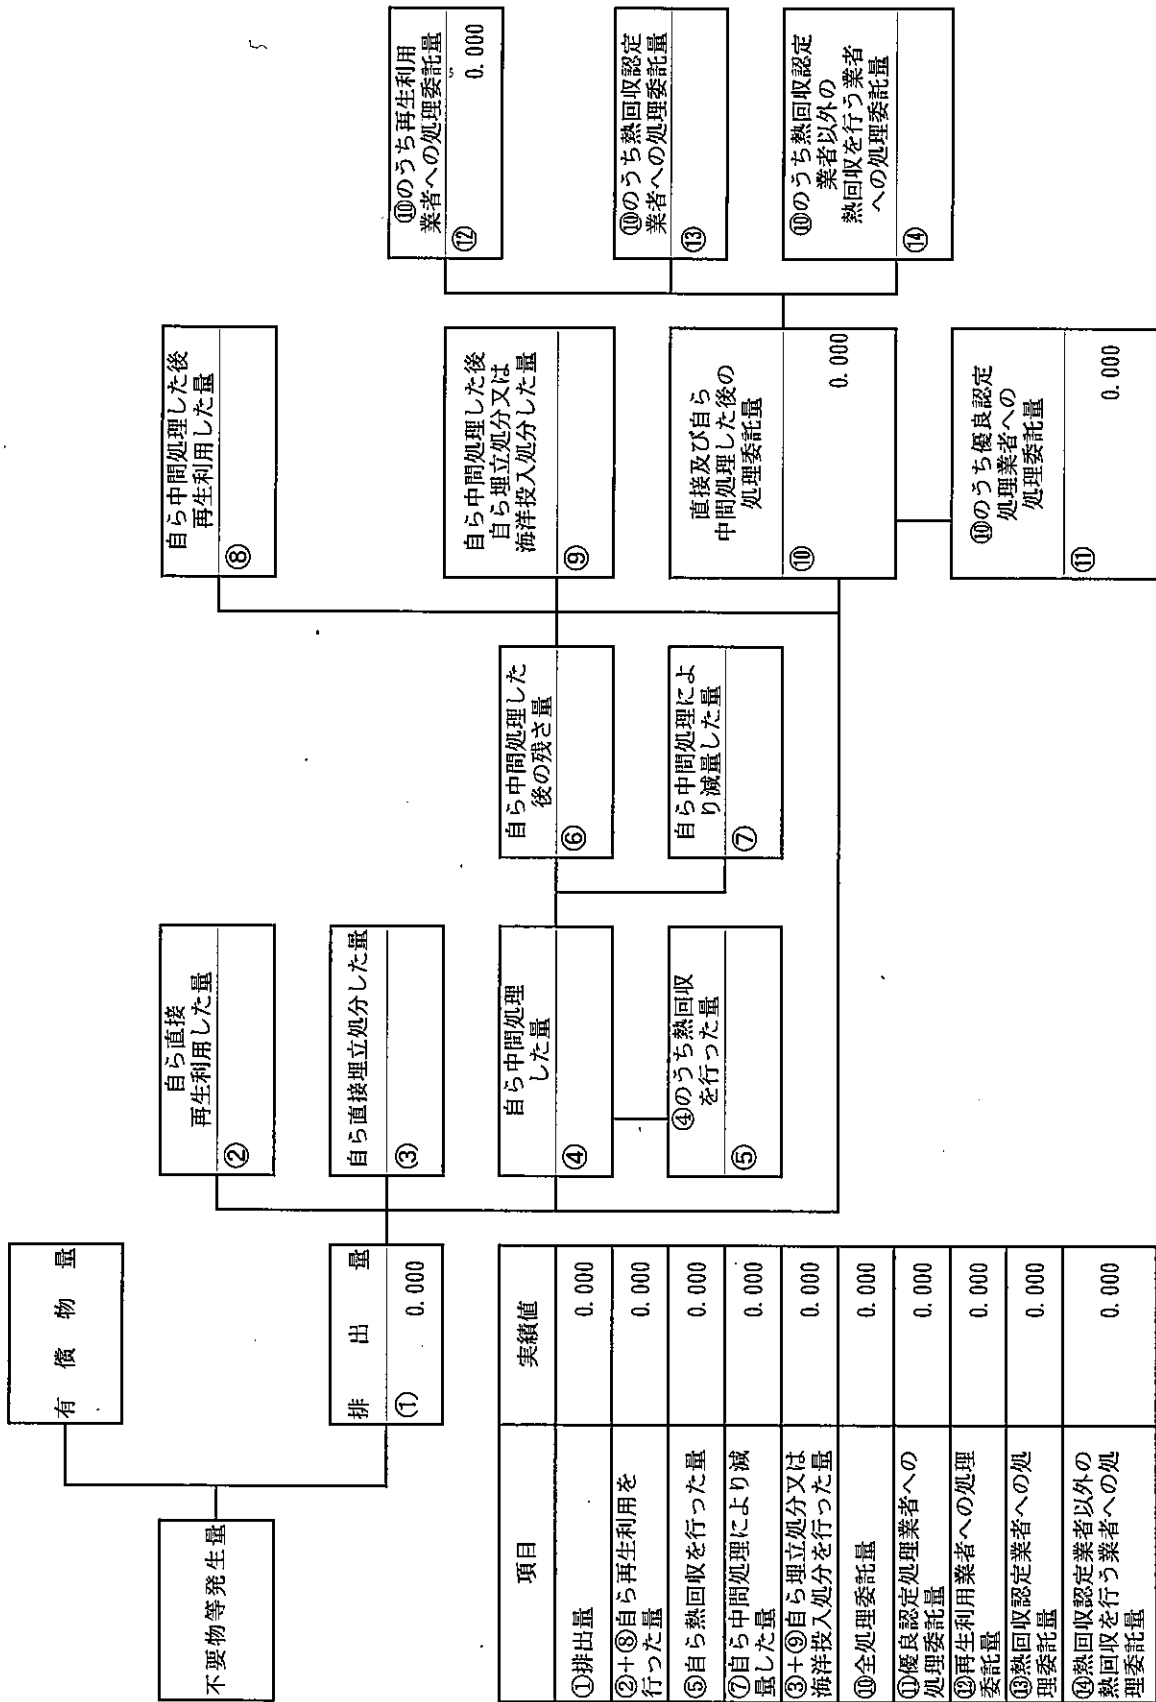 不要物等発生量
有償物量
排出量
① 0.000
自ら直接
再生利用した量
②
自ら直接埋立処分した量
③
自ら中間処理
した量
④
④のうち熱回収
を行った量
⑤
自ら中間処理した
後の残さ量
⑥
自ら中間処理によ
り減量した量
⑦
自ら中間処理した後
再生利用した量
⑧
自ら中間処理した後
自ら埋立処分又は
海洋投入処分した量
⑨
直接及び自ら
中間処理した後の
処理委託量
⑩ 0.000
⑩のうち優良認定
処理業者への
処理委託量
⑪ 0.000
⑩のうち再生利用
業者への処理委託量
⑫ 0.000
⑩のうち熱回収認定
業者への処理委託量
⑬
⑩のうち熱回収認定
業者以外の
熱回収を行う業者
への処理委託量
⑭
項目 実績値
①排出量 0.000
②+⑧自ら再生利用を
行った量 0.000
⑤自ら熱回収を行った量 0.000
⑦自ら中間処理により減
量した量 0.000
③+⑨自ら埋立処分又は
海洋投入処分を行った量 0.000
⑩全処理委託量 0.000
⑪優良認定処理業者への
処理委託量 0.000
⑫再生利用業者への処理
委託量 0.000
⑬熱回収認定業者への処
理委託量 0.000
⑭熱回収認定業者以外の
熱回収を行う業者への処
理委託量 0.000